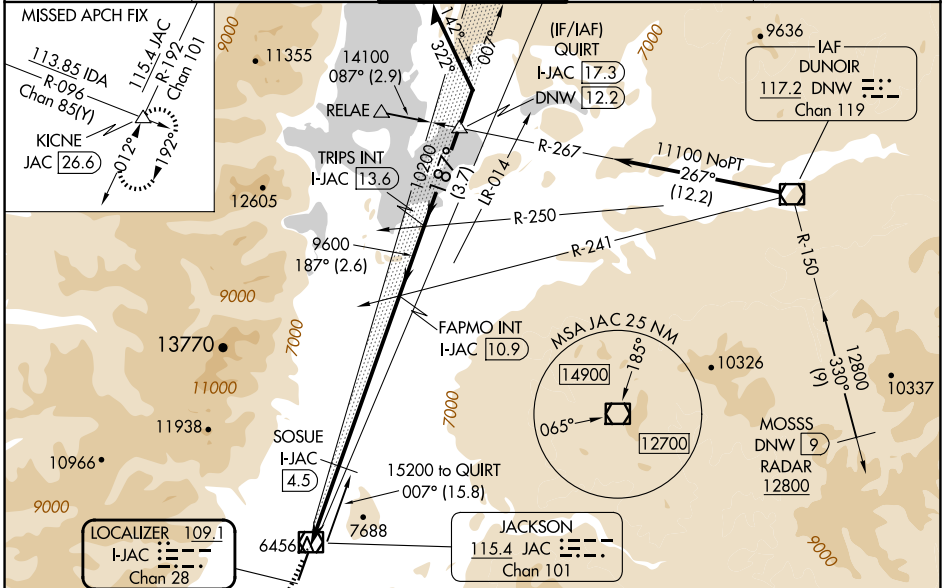 MISSED APCH FIX
113.85 IDA
R-096
Chan 85(Y)
115.4 JAC
R-192
Chan 101
KICNE
JAC 26.6
012°
192°
9000
11355
14100
087° (2.9)
RELAE
142°
322°
007°
(IF/IAF)
QUIRT
I-JAC 17.3
DNW 12.2
7000
9636
IAF
DUNOIR
117.2 DNW
Chan 119
TRIPS INT
I-JAC 13.6
10200
187°
(3.7)
LR-014
R-267
11100 NoPT
267°
(12.2)
R-250
R-241
R-150
12605
9600
187° (2.6)
9000
7000
13770
11000
FAPMO INT
I-JAC 10.9
MSA JAC 25 NM
185°
14900
065°
12700
10326
12800
330°
(9)
10337
7000
11938
10966
9000
SOSUE
I-JAC
4.5
15200 to QUIRT
007° (15.8)
MOSSS
DNW 9
RADAR
12800
LOCALIZER 109.1
I-JAC
Chan 28
6456
7688
JACKSON
115.4 JAC
Chan 101
9000